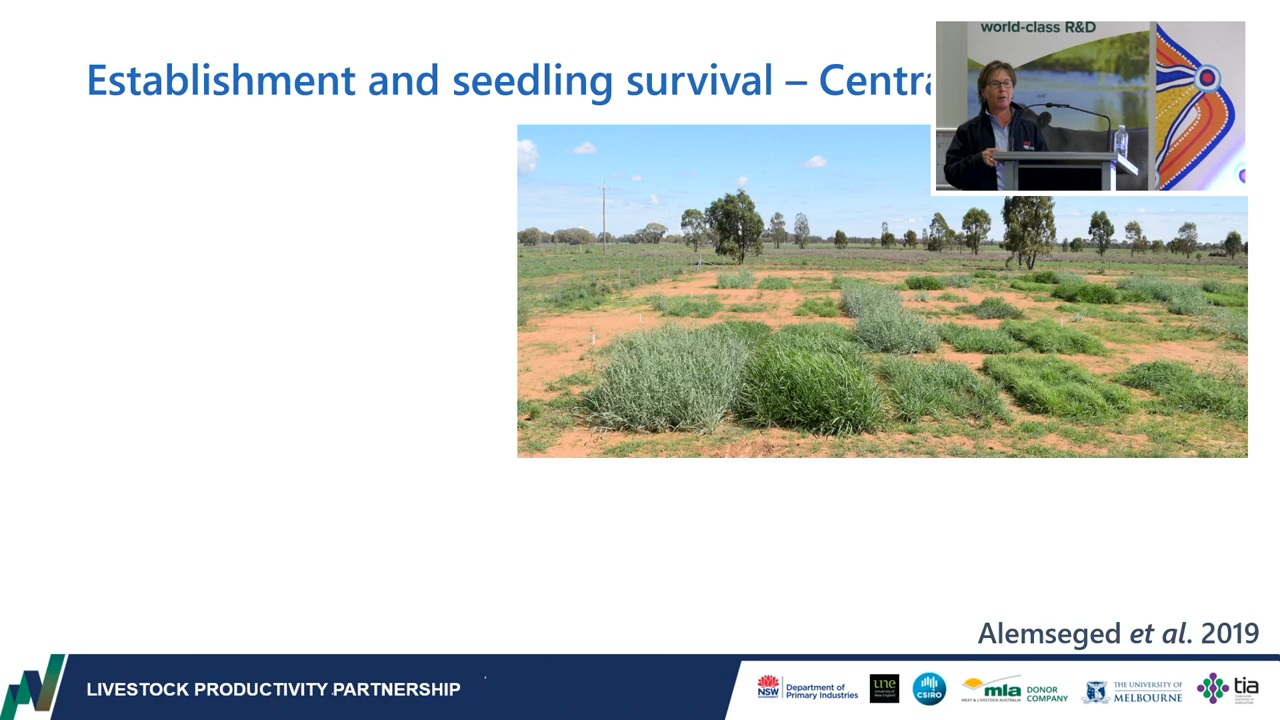 world-class R&D
Establishment and seedling survival – Centra
Alemseged et al. 2019
LIVESTOCK PRODUCTIVITY PARTNERSHIP
NSW
GOVERNMENT
Department of
Primary Industries
une
University of
New England
CSIRO
mla
MEAT & LIVESTOCK AUSTRALIA
DONOR
COMPANY
THE UNIVERSITY OF
MELBOURNE
tia